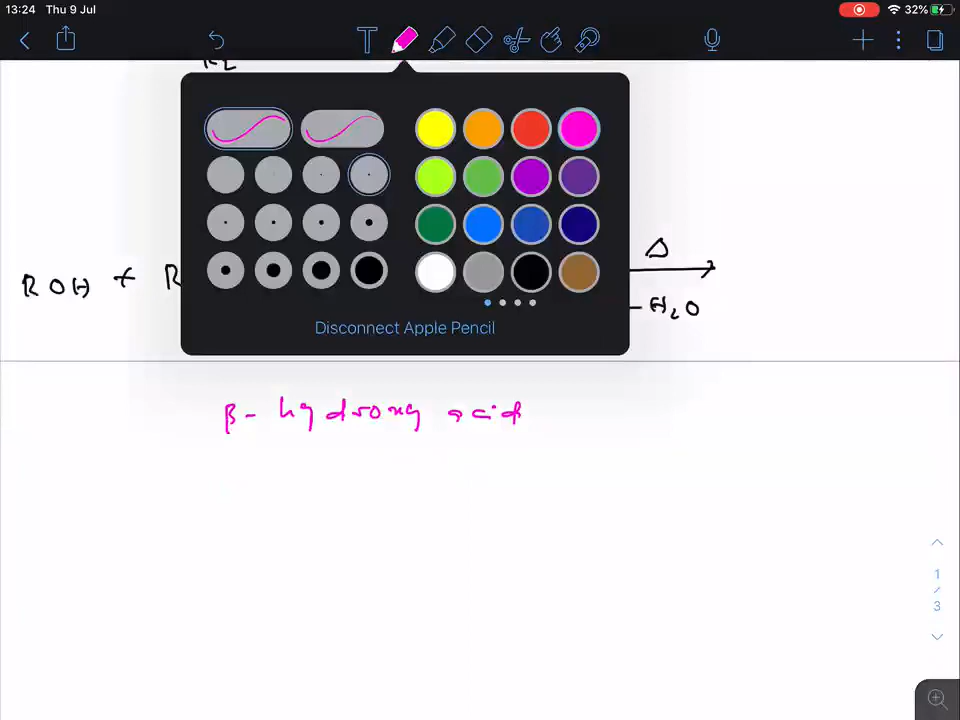 13:24 Thu 9 Jul 32%
T
ROH + R
Δ
- H₂O
Disconnect Apple Pencil
β- hydroxy acid
1
/
3